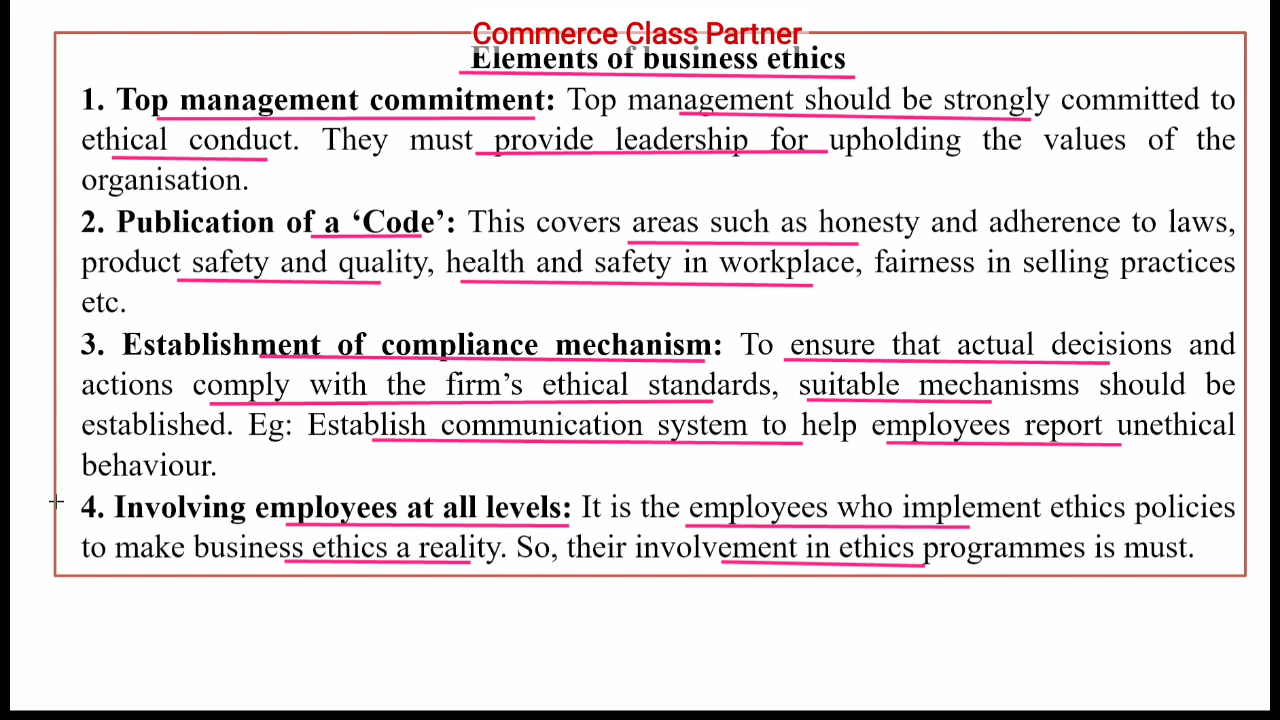 Commerce Class Partner
Elements of business ethics
1. Top management commitment: Top management should be strongly committed to
ethical conduct. They must provide leadership for upholding the values of the
organisation.
2. Publication of a ‘Code’: This covers areas such as honesty and adherence to laws,
product safety and quality, health and safety in workplace, fairness in selling practices
etc.
3. Establishment of compliance mechanism: To ensure that actual decisions and
actions comply with the firm’s ethical standards, suitable mechanisms should be
established. Eg: Establish communication system to help employees report unethical
behaviour.
4. Involving employees at all levels: It is the employees who implement ethics policies
to make business ethics a reality. So, their involvement in ethics programmes is must.